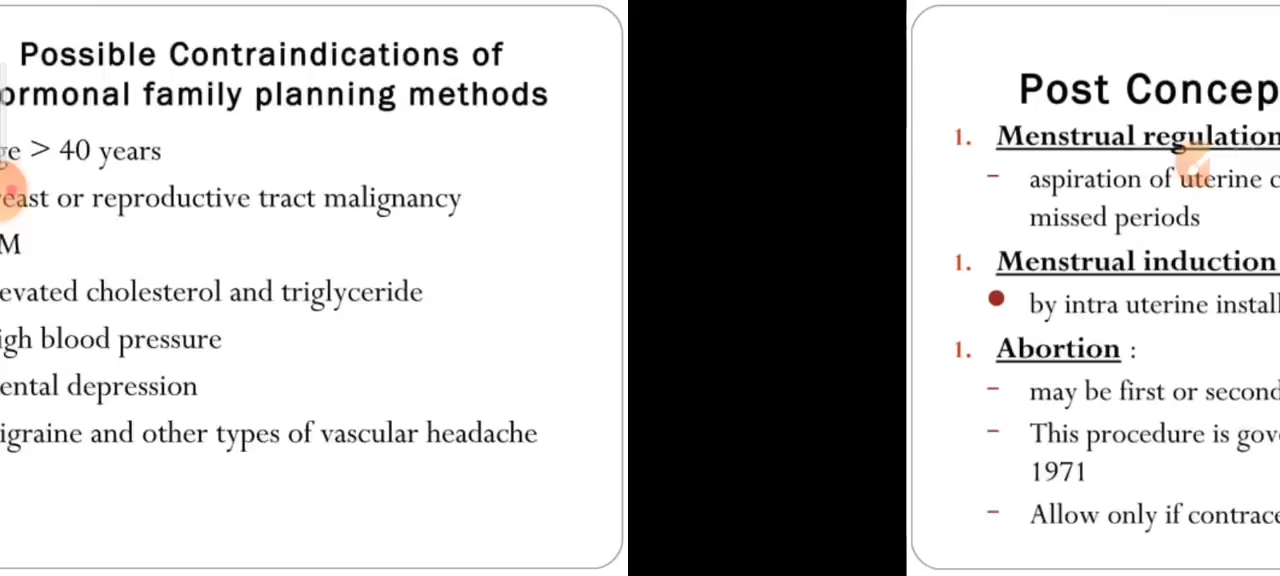 Possible Contraindications of
ormonal family planning methods
ge > 40 years
east or reproductive tract malignancy
M
evated cholesterol and triglyceride
igh blood pressure
ental depression
igraine and other types of vascular headache
Post Concep
1. Menstrual regulation
– aspiration of uterine c
missed periods
1. Menstrual induction
● by intra uterine install
1. Abortion :
– may be first or second
– This procedure is gov
1971
– Allow only if contrace